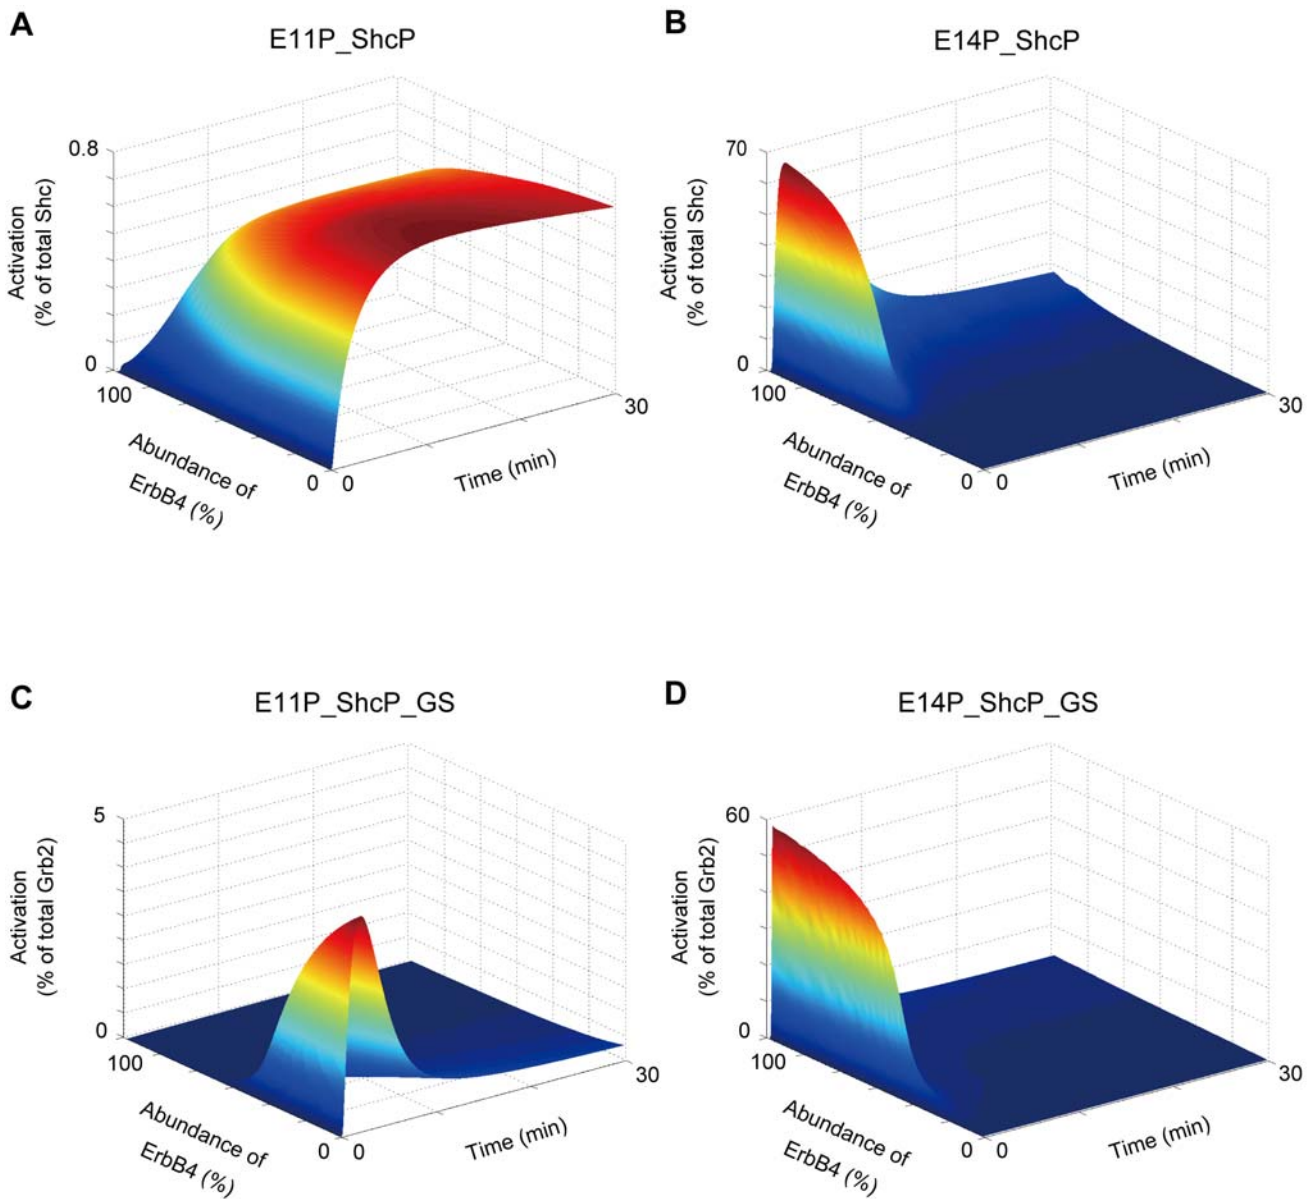 A
E11P_ShcP
0.8
0
Activation
(% of total Shc)
100
Abundance of
ErbB4 (%)
0
0
Time (min)
30
B
E14P_ShcP
70
0
Activation
(% of total Shc)
100
Abundance of
ErbB4 (%)
0
0
Time (min)
30
C
E11P_ShcP_GS
5
0
Activation
(% of total Grb2)
100
Abundance of
ErbB4 (%)
0
0
Time (min)
30
D
E14P_ShcP_GS
60
0
Activation
(% of total Grb2)
100
Abundance of
ErbB4 (%)
0
0
Time (min)
30